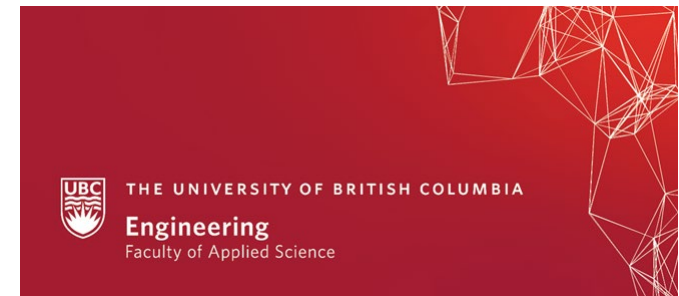 UBC
THE UNIVERSITY OF BRITISH COLUMBIA
Engineering
Faculty of Applied Science